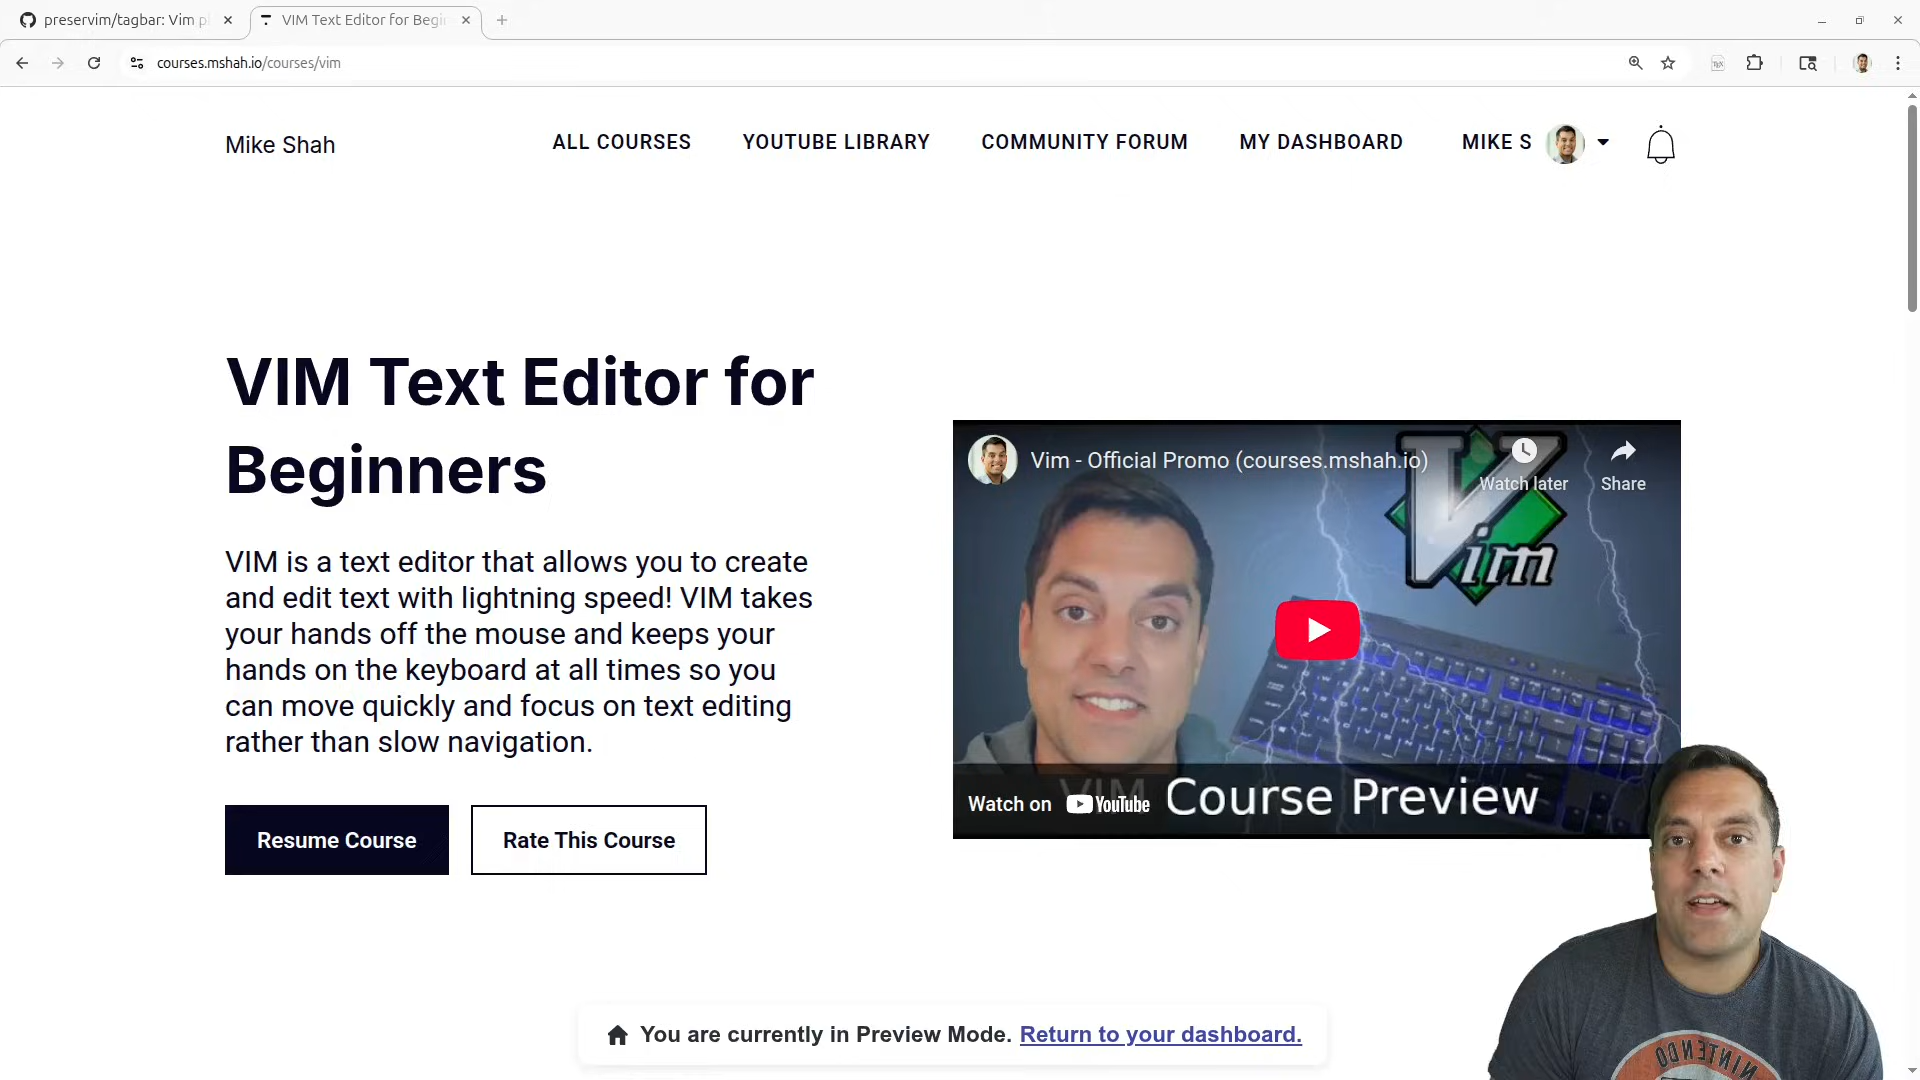 preservim/tagbar: Vim p
VIM Text Editor for Begi
courses.mshah.io/courses/vim
Mike Shah
ALL COURSES
YOUTUBE LIBRARY
COMMUNITY FORUM
MY DASHBOARD
MIKE S
VIM Text Editor for
Beginners
VIM is a text editor that allows you to create
and edit text with lightning speed! VIM takes
your hands off the mouse and keeps your
hands on the keyboard at all times so you
can move quickly and focus on text editing
rather than slow navigation.
Resume Course
Rate This Course
Vim - Official Promo (courses.mshah.io)
Watch later
Share
Vim
Watch on YouTube
VIM Course Preview
NINTENDO
You are currently in Preview Mode. Return to your dashboard.